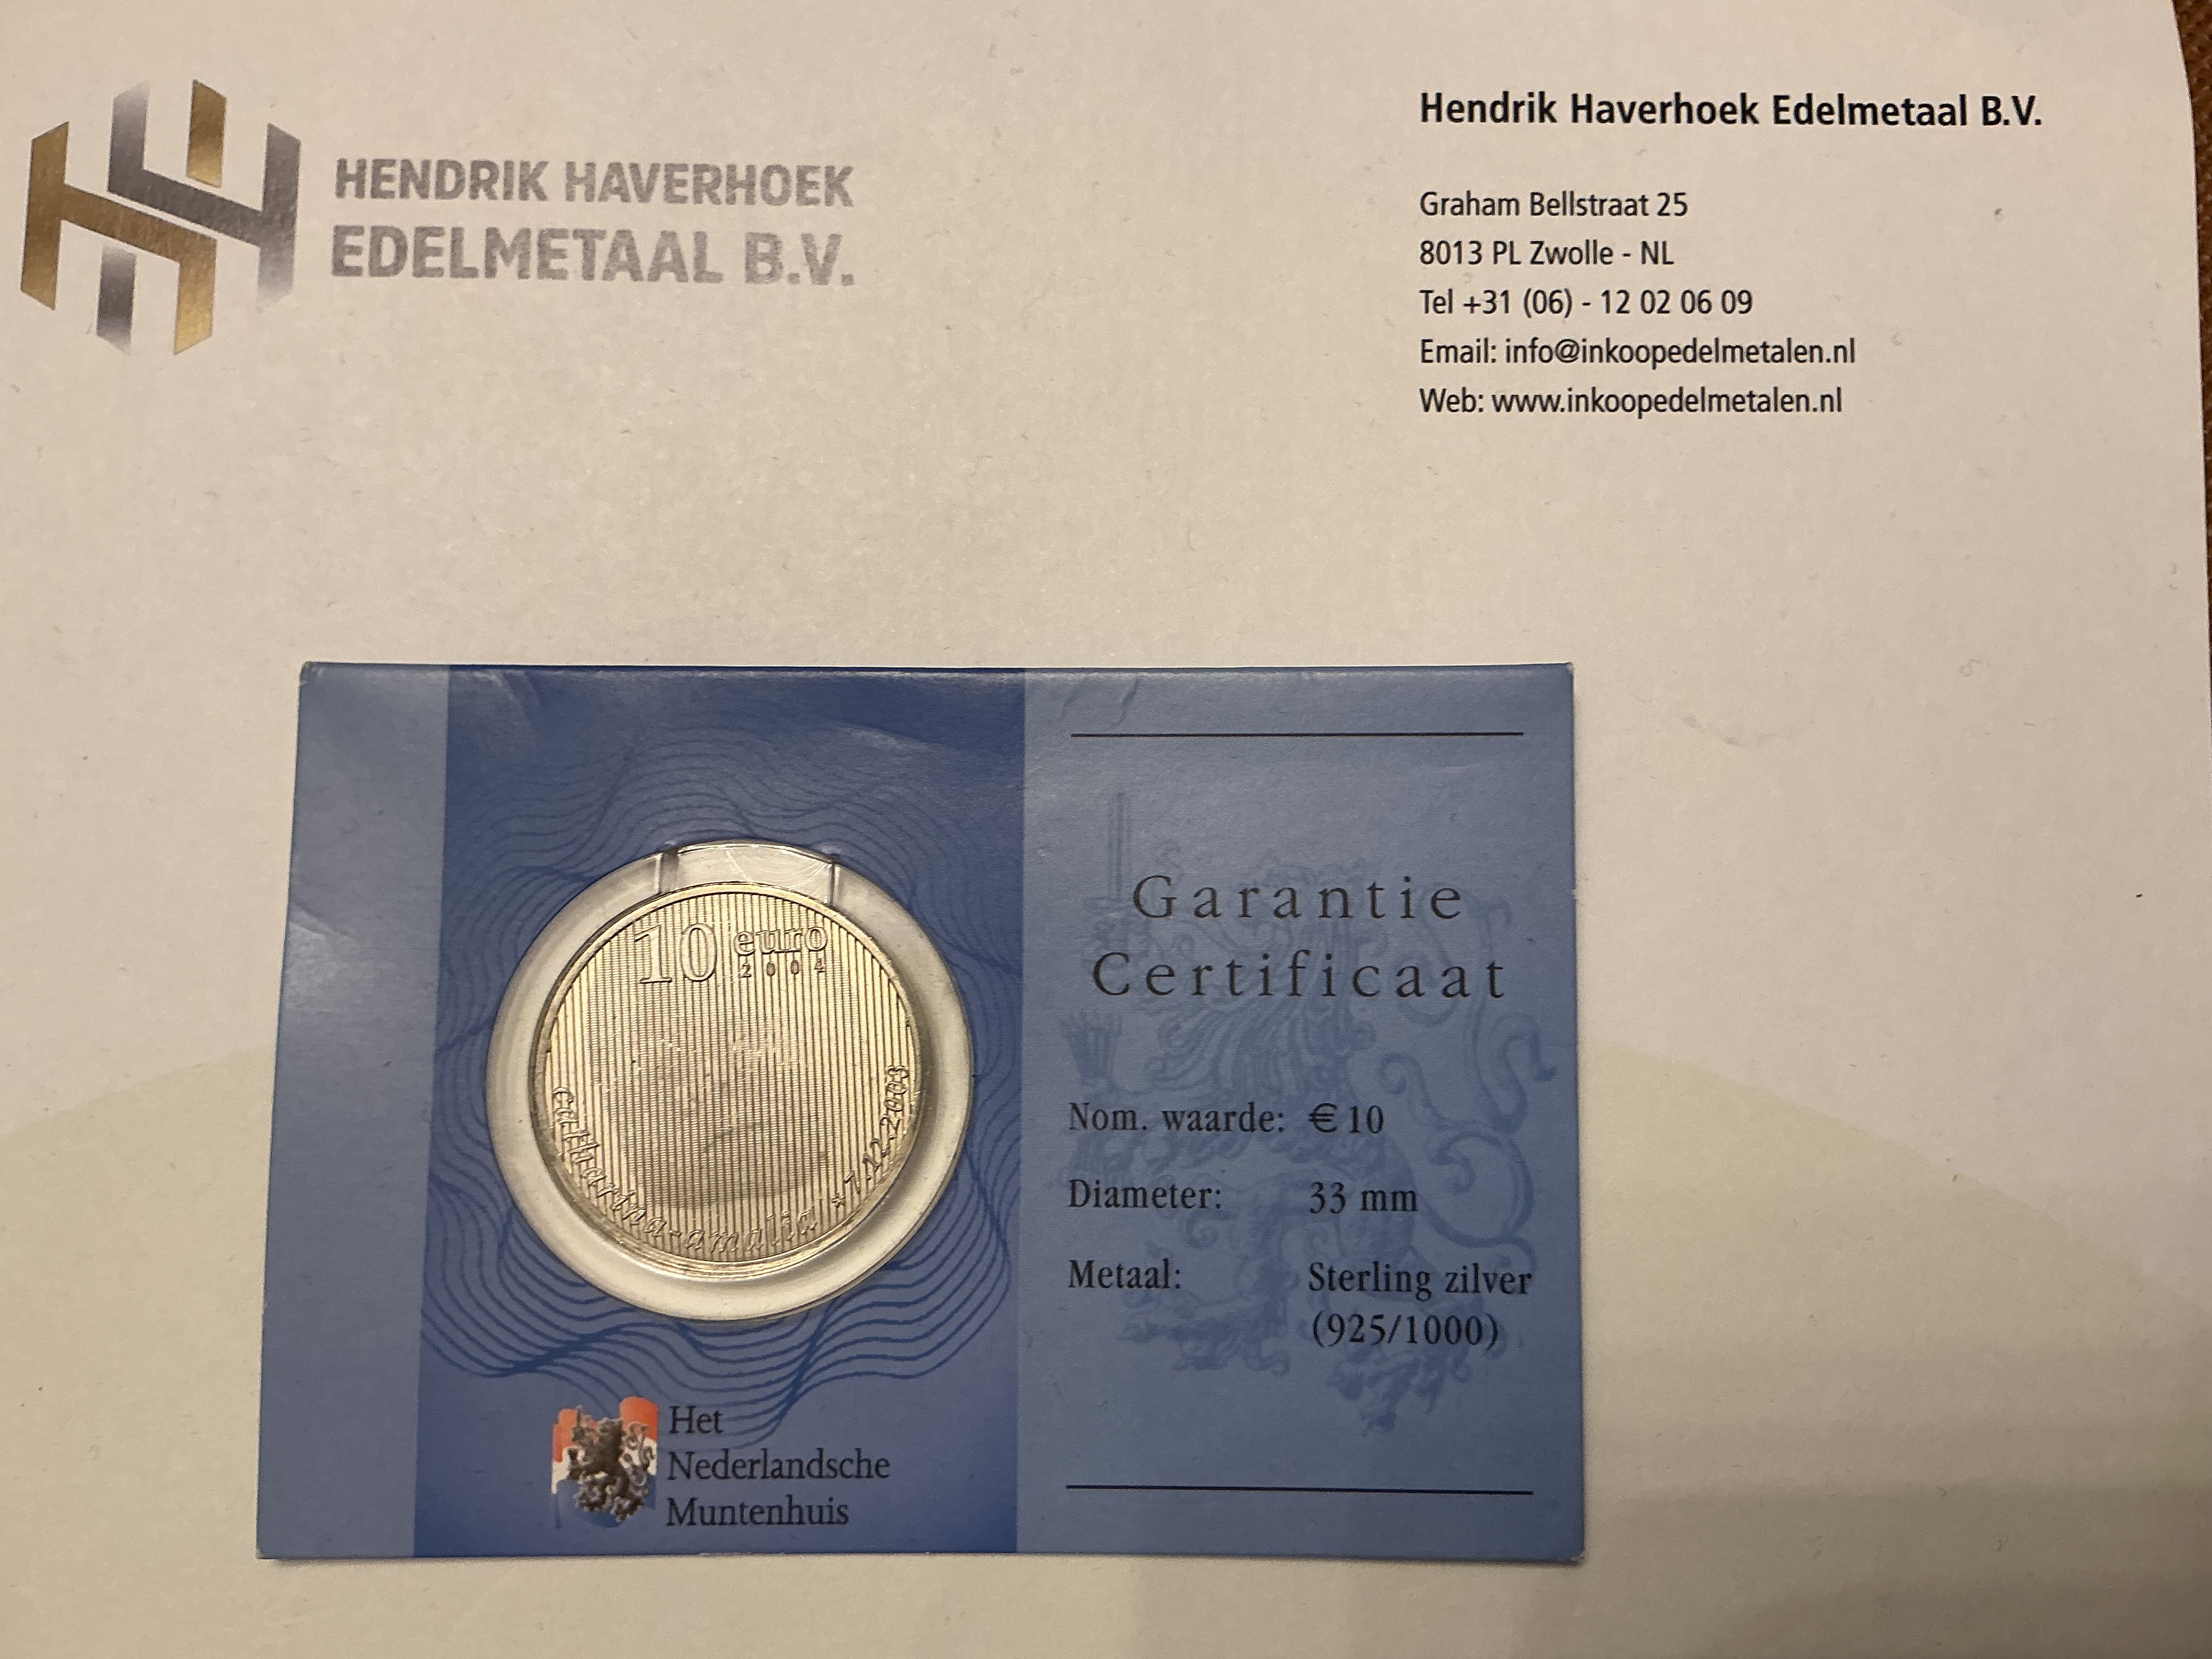 HENDRIK HAVERHOEK
EDELMETAAL B.V.
Hendrik Haverhoek Edelmetaal B.V.
Graham Bellstraat 25
8013 PL Zwolle - NL
Tel +31 (06) - 12 02 06 09
Email: info@inkoopedelmetalen.nl
Web: www.inkoopedelmetalen.nl
10 euro
2004
catharina-amalia *7.12.2003
Het
Nederlandsche
Muntenhuis
Garantie
Certificaat
Nom. waarde: € 10
Diameter: 33 mm
Metaal: Sterling zilver
(925/1000)